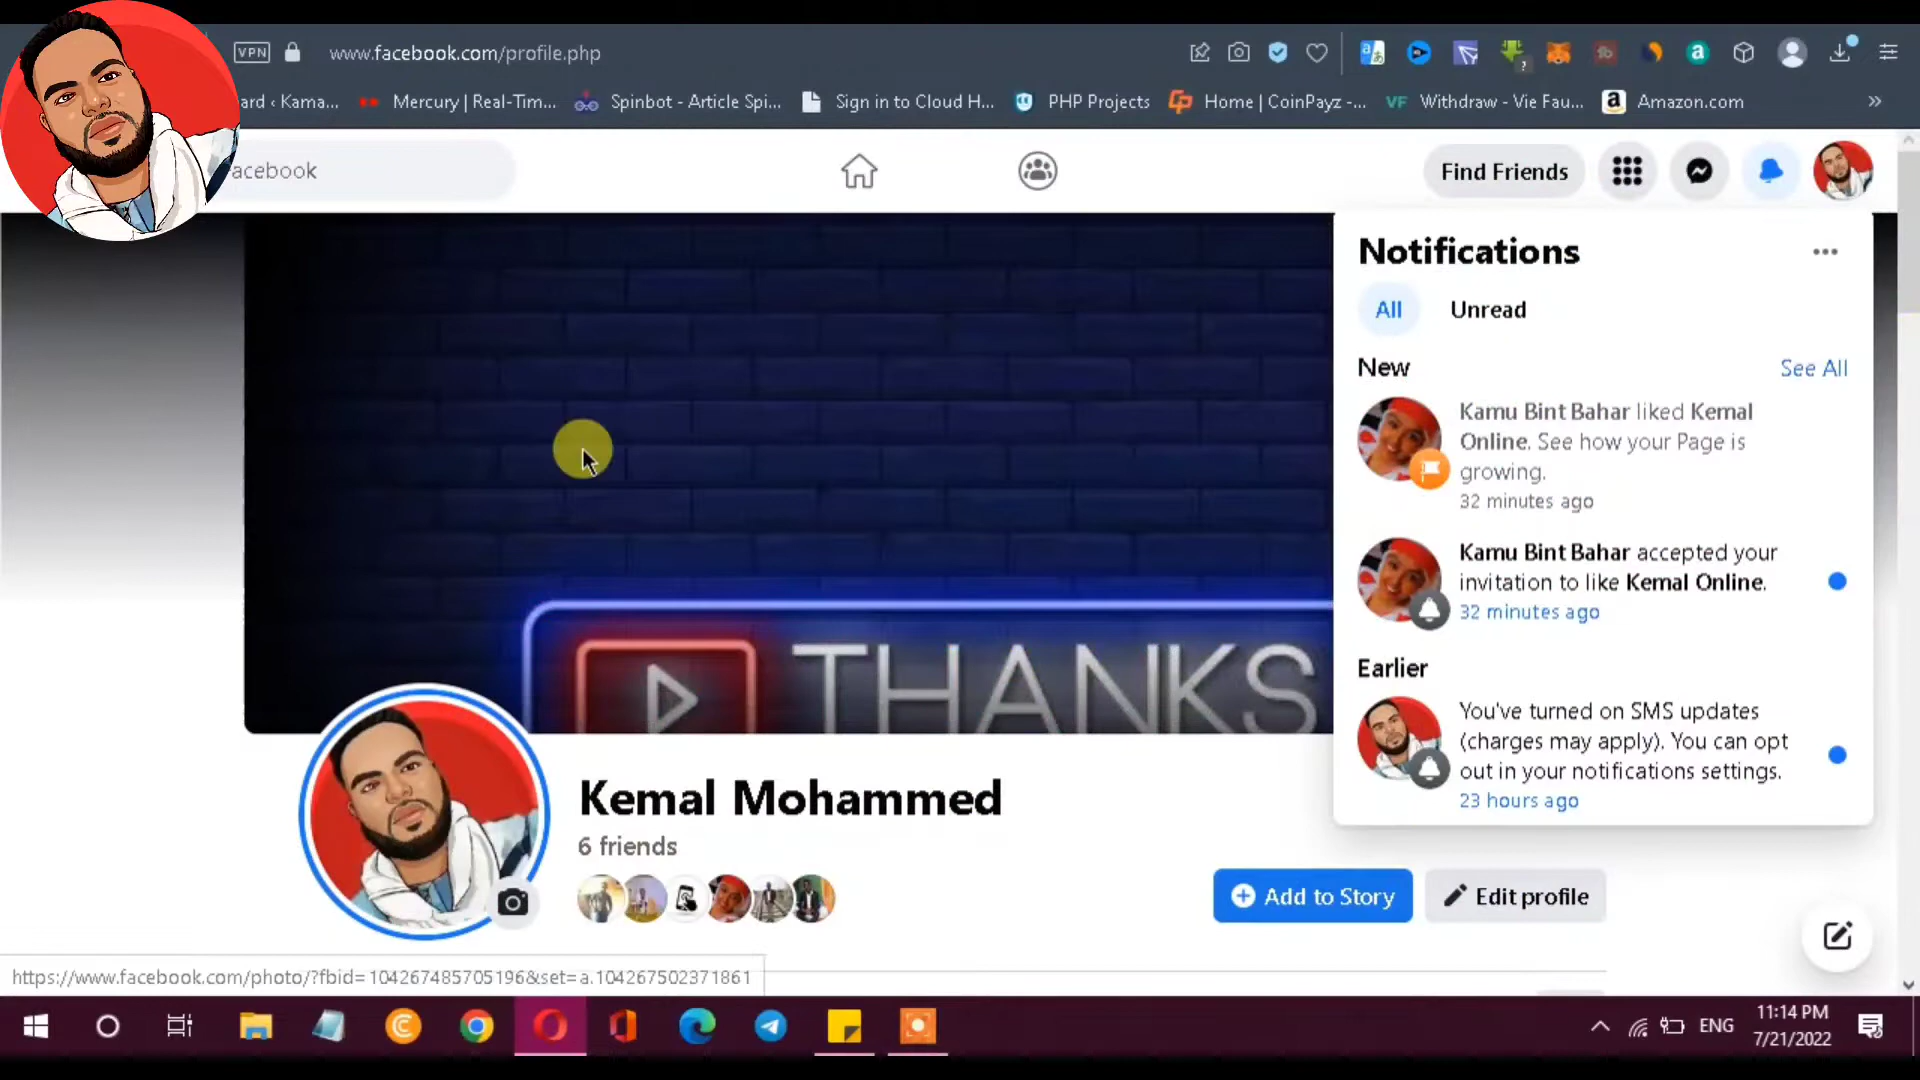 VPN
www.facebook.com/profile.php
ard ‹ Kama...
Mercury | Real-Tim...
Spinbot - Article Spi...
Sign in to Cloud H...
PHP Projects
Home | CoinPayz -...
VF
Withdraw - Vie Fau...
Amazon.com
acebook
Find Friends
Notifications
All
Unread
New
See All
Kamu Bint Bahar liked Kemal
Online. See how your Page is
growing.
32 minutes ago
Kamu Bint Bahar accepted your
invitation to like Kemal Online.
32 minutes ago
Earlier
You've turned on SMS updates
(charges may apply). You can opt
out in your notifications settings.
23 hours ago
THANKS
Kemal Mohammed
6 friends
Add to Story
Edit profile
https://www.facebook.com/photo/?fbid=104267485705196&set=a.104267502371861
ENG
11:14 PM
7/21/2022